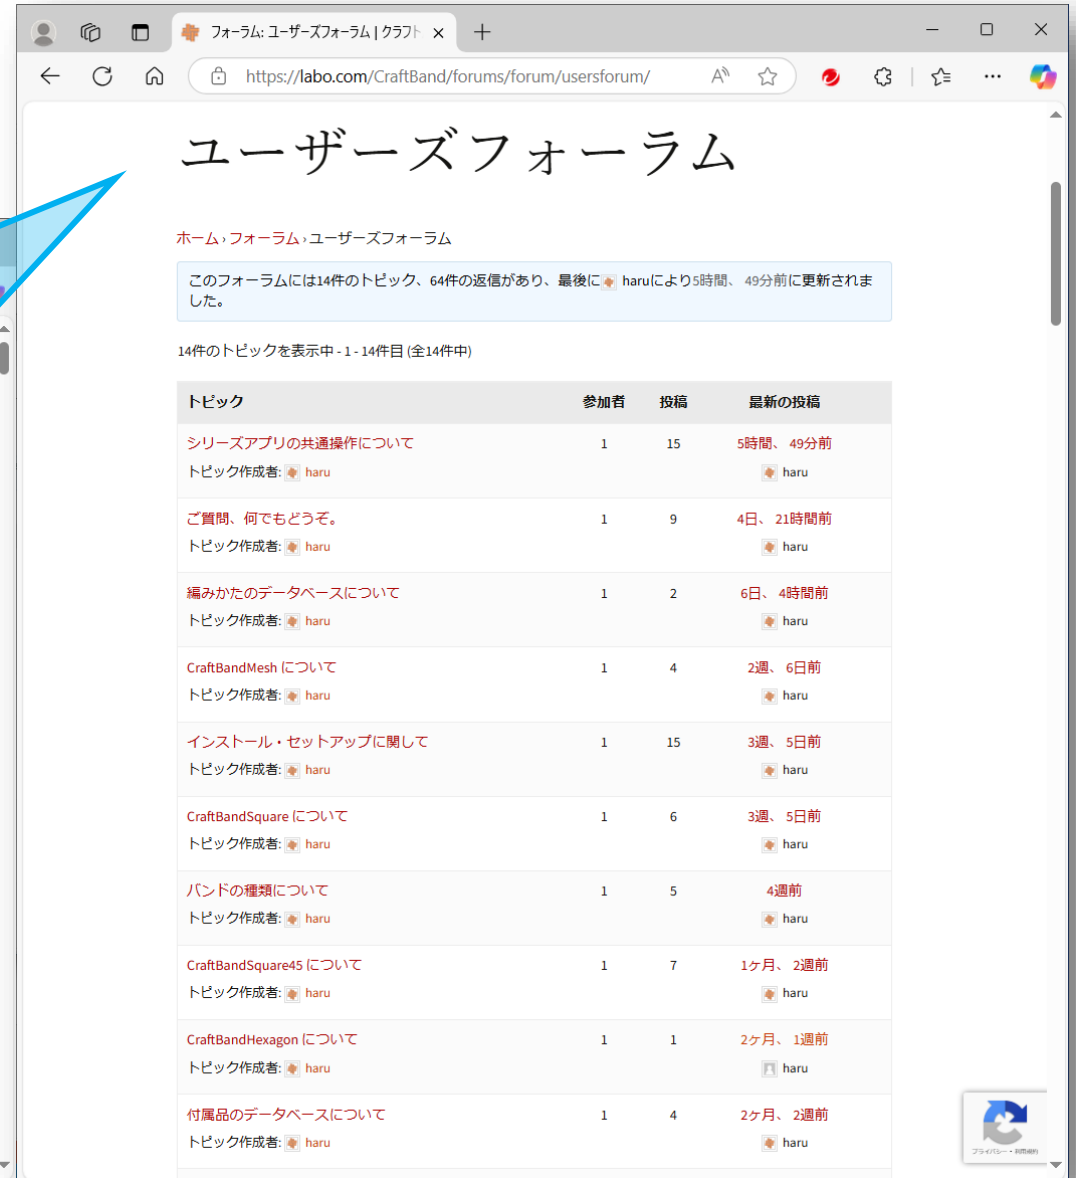 フォーラム: ユーザーズフォーラム | クラフト
https://labo.com/CraftBand/forums/forum/usersforum/
ユーザーズフォーラム
ホーム › フォーラム › ユーザーズフォーラム
このフォーラムには14件のトピック、64件の返信があり、最後に haruにより5時間、 49分前に更新されま
した。
14件のトピックを表示中 - 1 - 14件目 (全14件中)
トピック 参加者 投稿 最新の投稿
シリーズアプリの共通操作について 1 15 5時間、 49分前
トピック作成者: haru haru
ご質問、何でもどうぞ。 1 9 4日、 21時間前
トピック作成者: haru haru
編みかたのデータベースについて 1 2 6日、 4時間前
トピック作成者: haru haru
CraftBandMesh について 1 4 2週、 6日前
トピック作成者: haru haru
インストール・セットアップに関して 1 15 3週、 5日前
トピック作成者: haru haru
CraftBandSquare について 1 6 3週、 5日前
トピック作成者: haru haru
バンドの種類について 1 5 4週前
トピック作成者: haru haru
CraftBandSquare45 について 1 7 1ヶ月、 2週前
トピック作成者: haru haru
CraftBandHexagon について 1 1 2ヶ月、 1週前
トピック作成者: haru haru
付属品のデータベースについて 1 4 2ヶ月、 2週前
トピック作成者: haru haru
プライバシー - 利用規約